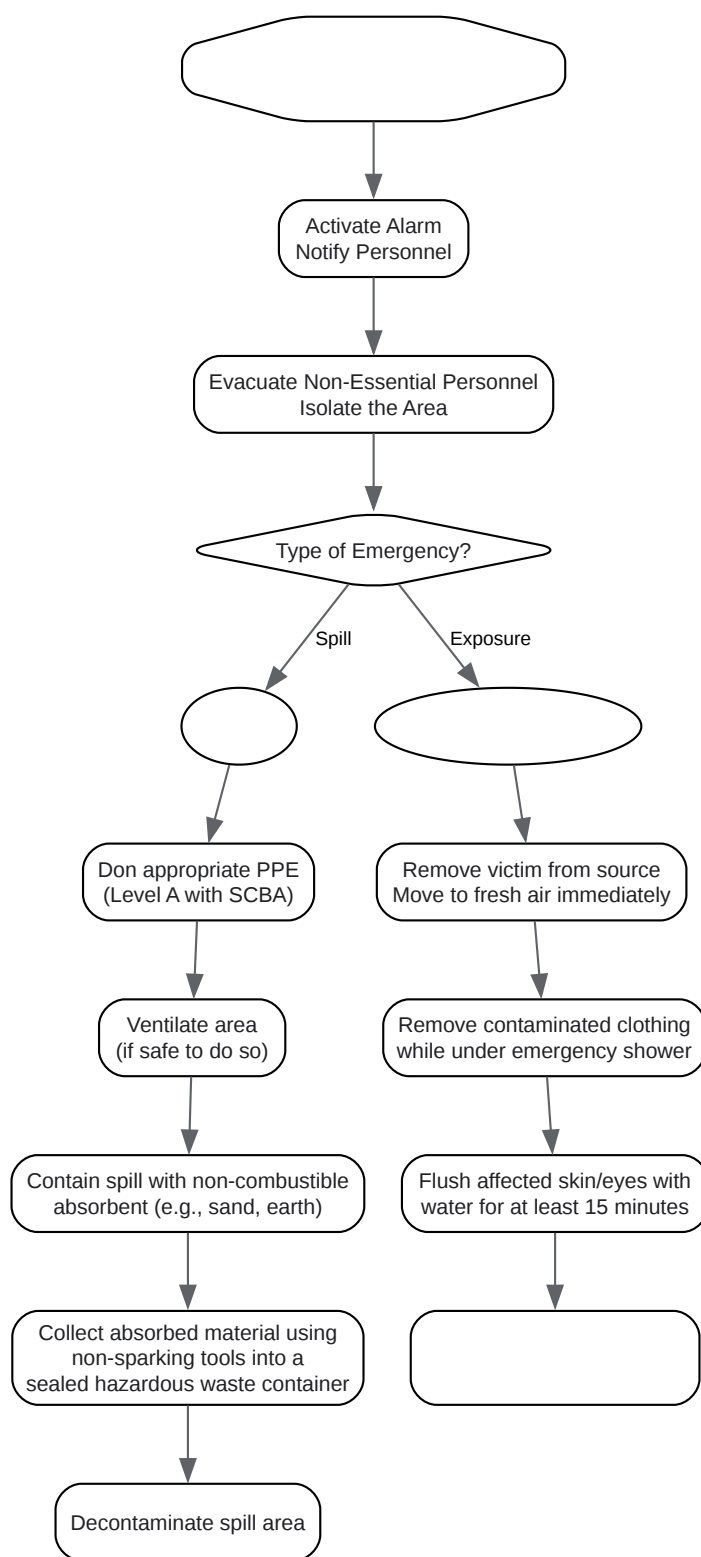 Activate Alarm
Notify Personnel
Evacuate Non-Essential Personnel
Isolate the Area
Type of Emergency?
Spill
Exposure
Don appropriate PPE
(Level A with SCBA)
Remove victim from source
Move to fresh air immediately
Ventilate area
(if safe to do so)
Remove contaminated clothing
while under emergency shower
Contain spill with non-combustible
absorbent (e.g., sand, earth)
Flush affected skin/eyes with
water for at least 15 minutes
Collect absorbed material using
non-sparking tools into a
sealed hazardous waste container
Decontaminate spill area